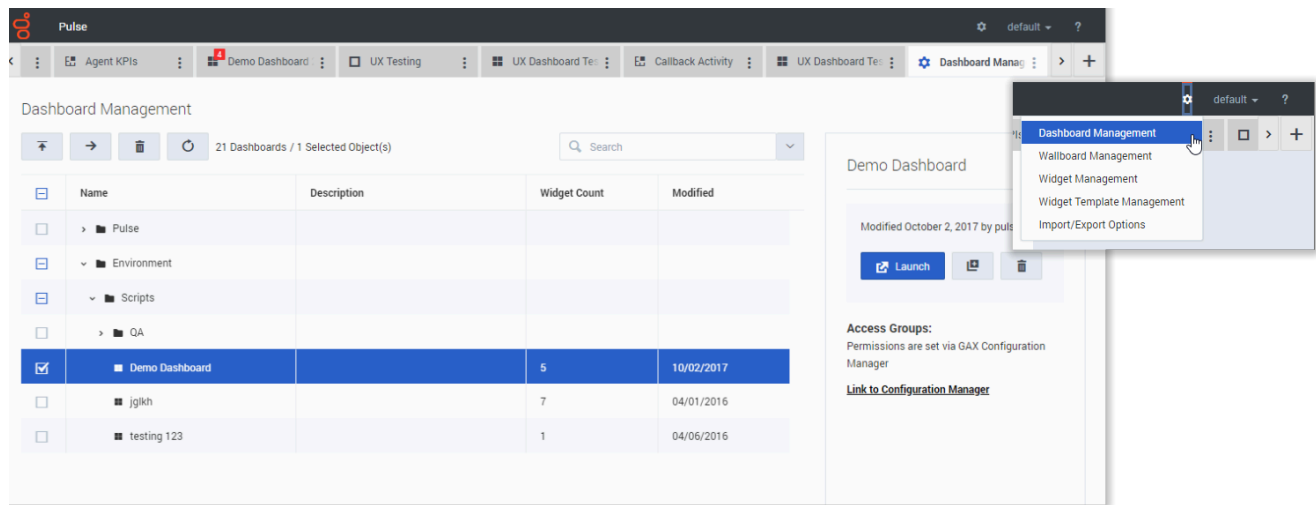 Pulse
default
?
Agent KPIs
4
Demo Dashboard
UX Testing
UX Dashboard Tes
Callback Activity
UX Dashboard Tes
Dashboard Manag
Dashboard Management
21 Dashboards / 1 Selected Object(s)
Search
Name
Description
Widget Count
Modified
Pulse
Environment
Scripts
QA
Demo Dashboard
5
10/02/2017
jglkh
7
04/01/2016
testing 123
1
04/06/2016
Demo Dashboard
Modified October 2, 2017 by puls
Launch
Access Groups:
Permissions are set via GAX Configuration
Manager
Link to Configuration Manager
default
?
Dashboard Management
Wallboard Management
Widget Management
Widget Template Management
Import/Export Options